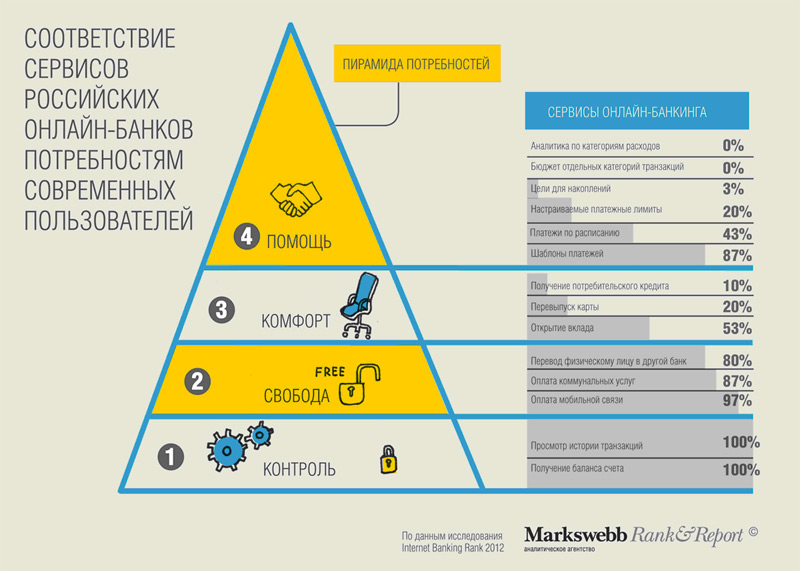 СООТВЕТСТВИЕ
СЕРВИСОВ
РОССИЙСКИХ
ОНЛАЙН-БАНКОВ
ПОТРЕБНОСТЯМ
СОВРЕМЕННЫХ
ПОЛЬЗОВАТЕЛЕЙ
ПИРАМИДА ПОТРЕБНОСТЕЙ
4 ПОМОЩЬ
3 КОМФОРТ
2 СВОБОДА
FREE
1 КОНТРОЛЬ
СЕРВИСЫ ОНЛАЙН-БАНКИНГА
Аналитика по категориям расходов 0%
Бюджет отдельных категорий транзакций 0%
Цели для накоплений 3%
Настраиваемые платежные лимиты 20%
Платежи по расписанию 43%
Шаблоны платежей 87%
Получение потребительского кредита 10%
Перевыпуск карты 20%
Открытие вклада 53%
Перевод физическому лицу в другой банк 80%
Оплата коммунальных услуг 87%
Оплата мобильной связи 97%
Просмотр истории транзакций 100%
Получение баланса счета 100%
По данным исследования
Internet Banking Rank 2012
Markswebb Rank&Report ©
аналитическое агентство